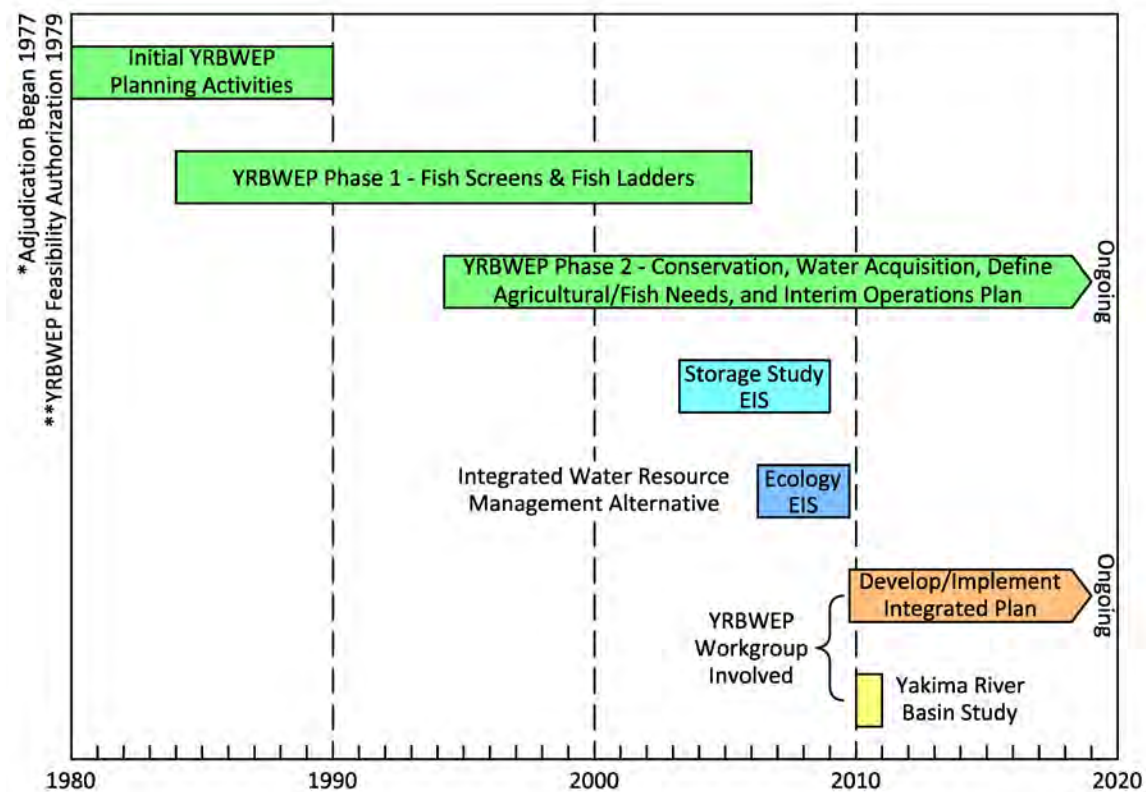 *Adjudication Began 1977
**YRBWEP Feasibility Authorization 1979
Initial YRBWEP
Planning Activities
YRBWEP Phase 1 - Fish Screens & Fish Ladders
YRBWEP Phase 2 - Conservation, Water Acquisition, Define
Agricultural/Fish Needs, and Interim Operations Plan
Ongoing
Storage Study
EIS
Integrated Water Resource
Management Alternative
Ecology
EIS
Develop/Implement
Integrated Plan
Ongoing
YRBWEP
Workgroup
Involved
Yakima River
Basin Study
1980
1990
2000
2010
2020